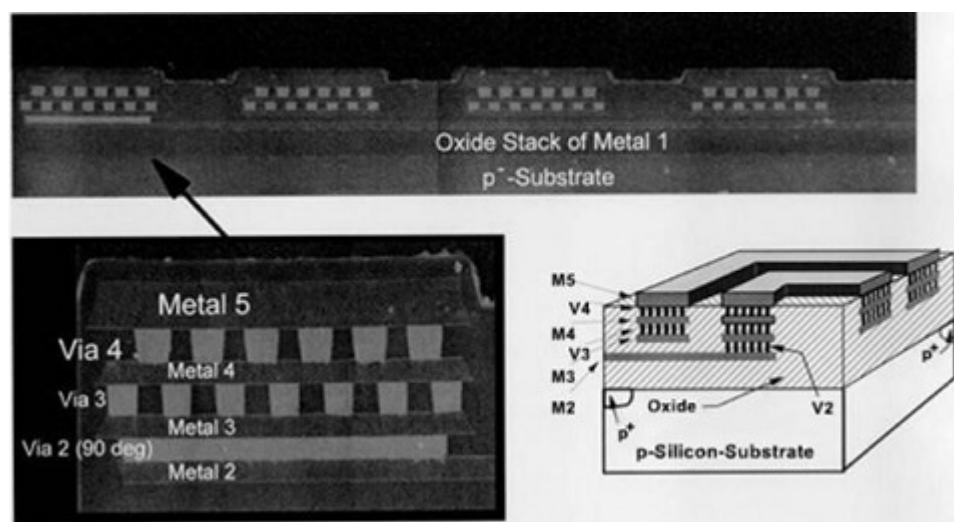 Oxide Stack of Metal 1
p⁻-Substrate
Metal 5
Via 4
Metal 4
Via 3
Metal 3
Via 2 (90 deg)
Metal 2
M5
V4
M4
V3
M3
M2
Oxide
V2
p⁺
p⁺
p-Silicon-Substrate